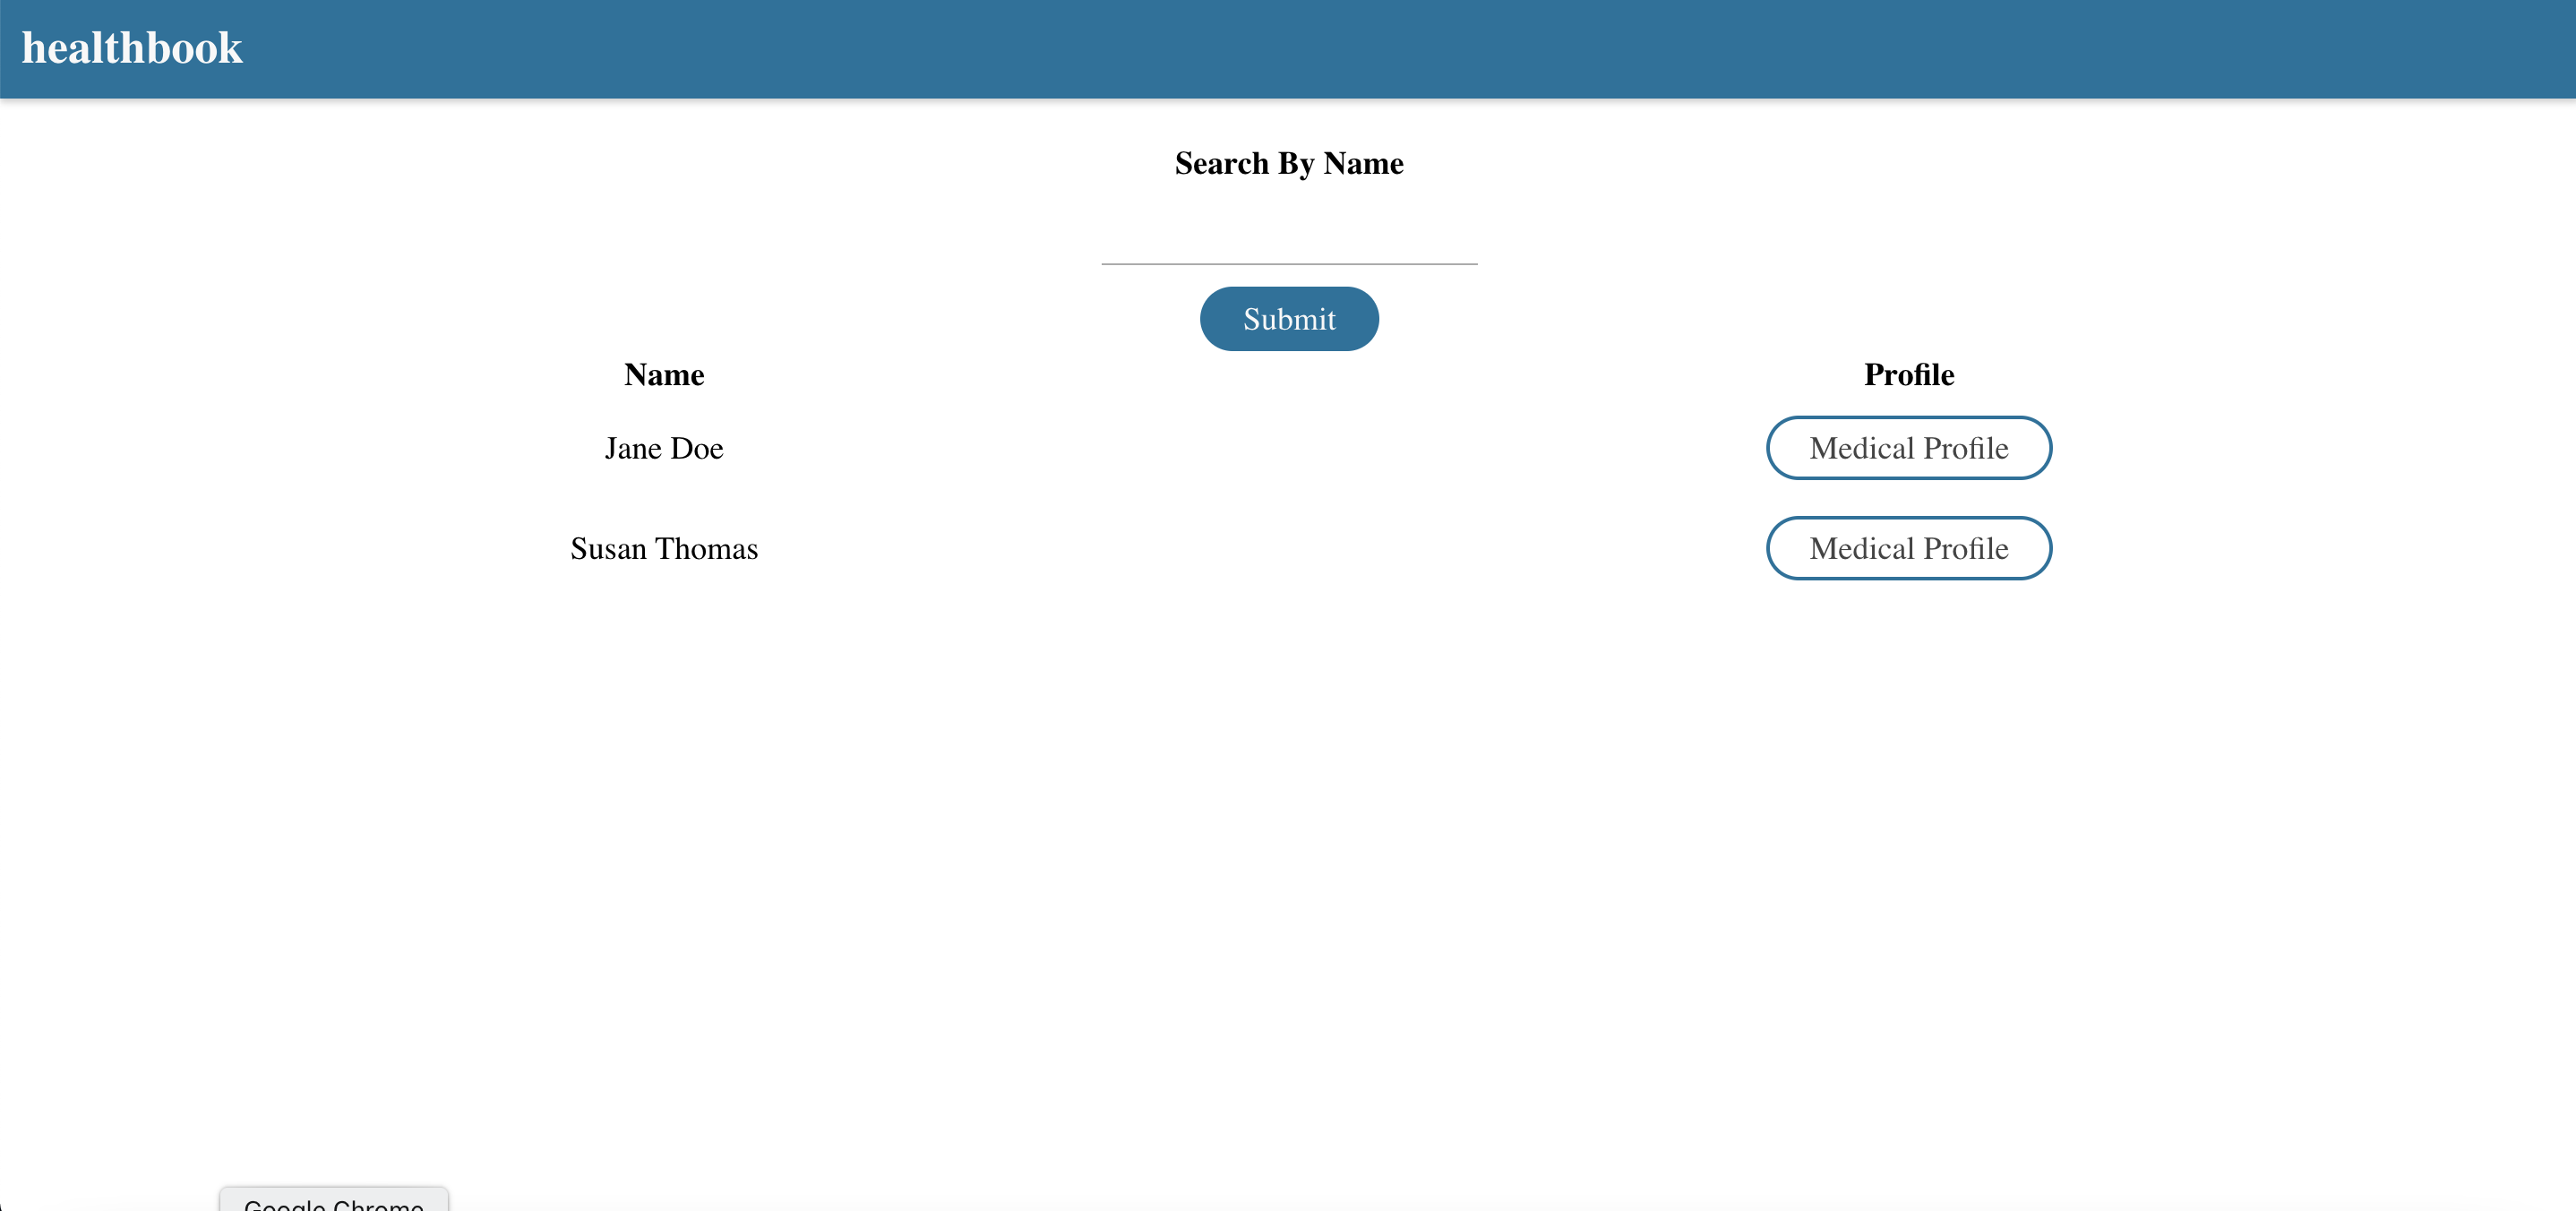 healthbook
Search By Name
Submit
Name Profile
Jane Doe Medical Profile
Susan Thomas Medical Profile
Google Chrome